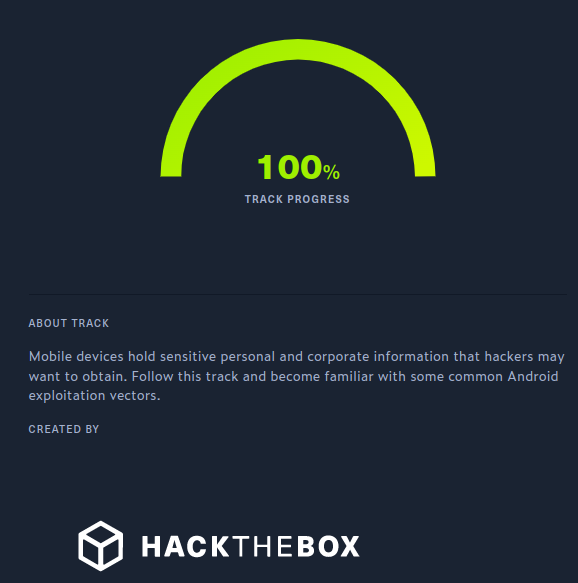 100%
TRACK PROGRESS
ABOUT TRACK
Mobile devices hold sensitive personal and corporate information that hackers may
want to obtain. Follow this track and become familiar with some common Android
exploitation vectors.
CREATED BY
HACKTHEBOX